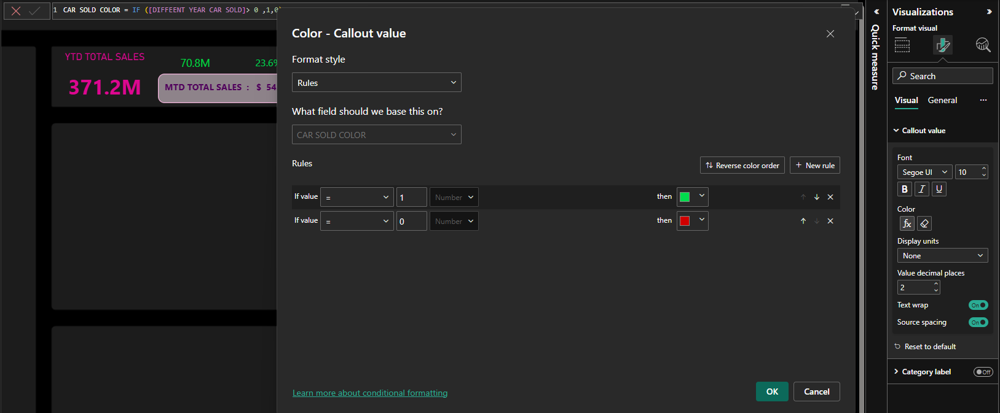 1 CAR SOLD COLOR = IF ([DIFFEENT YEAR CAR SOLD]> 0 ,1,0)
YTD TOTAL SALES
70.8M
23.6%
371.2M
MTD TOTAL SALES : $ 54
Color - Callout value
Format style
Rules
What field should we base this on?
CAR SOLD COLOR
Rules
Reverse color order
New rule
If value = 1 Number then
If value = 0 Number then
Learn more about conditional formatting
OK
Cancel
Quick measure
Visualizations
Format visual
Search
Visual General
Callout value
Font
Segoe UI 10
B I U
Color
fx
Display units
None
Value decimal places
2
Text wrap On
Source spacing On
Reset to default
Category label Off